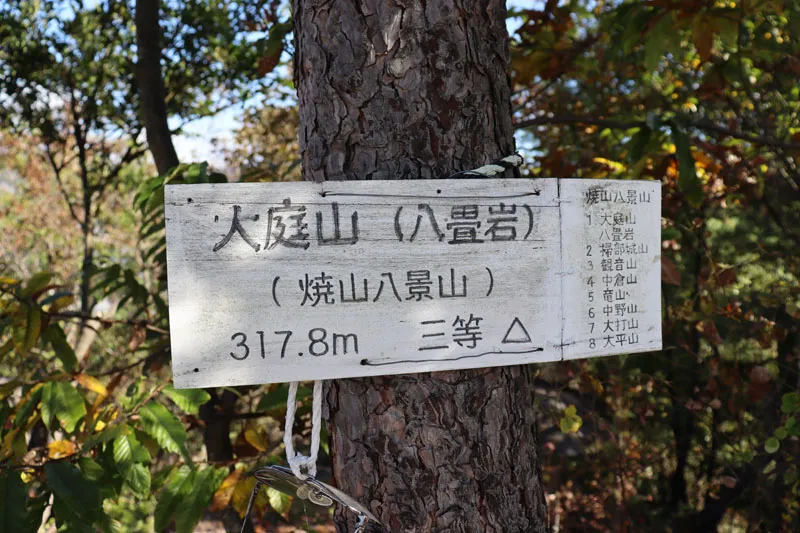 大庭山（八畳岩）
（焼山八景山）
317.8m 三等△
焼山八景山
1 大庭山
八畳岩
2 掃部城山
3 観音山
4 中倉山
5 竜山
6 中野山
7 大打山
8 大平山